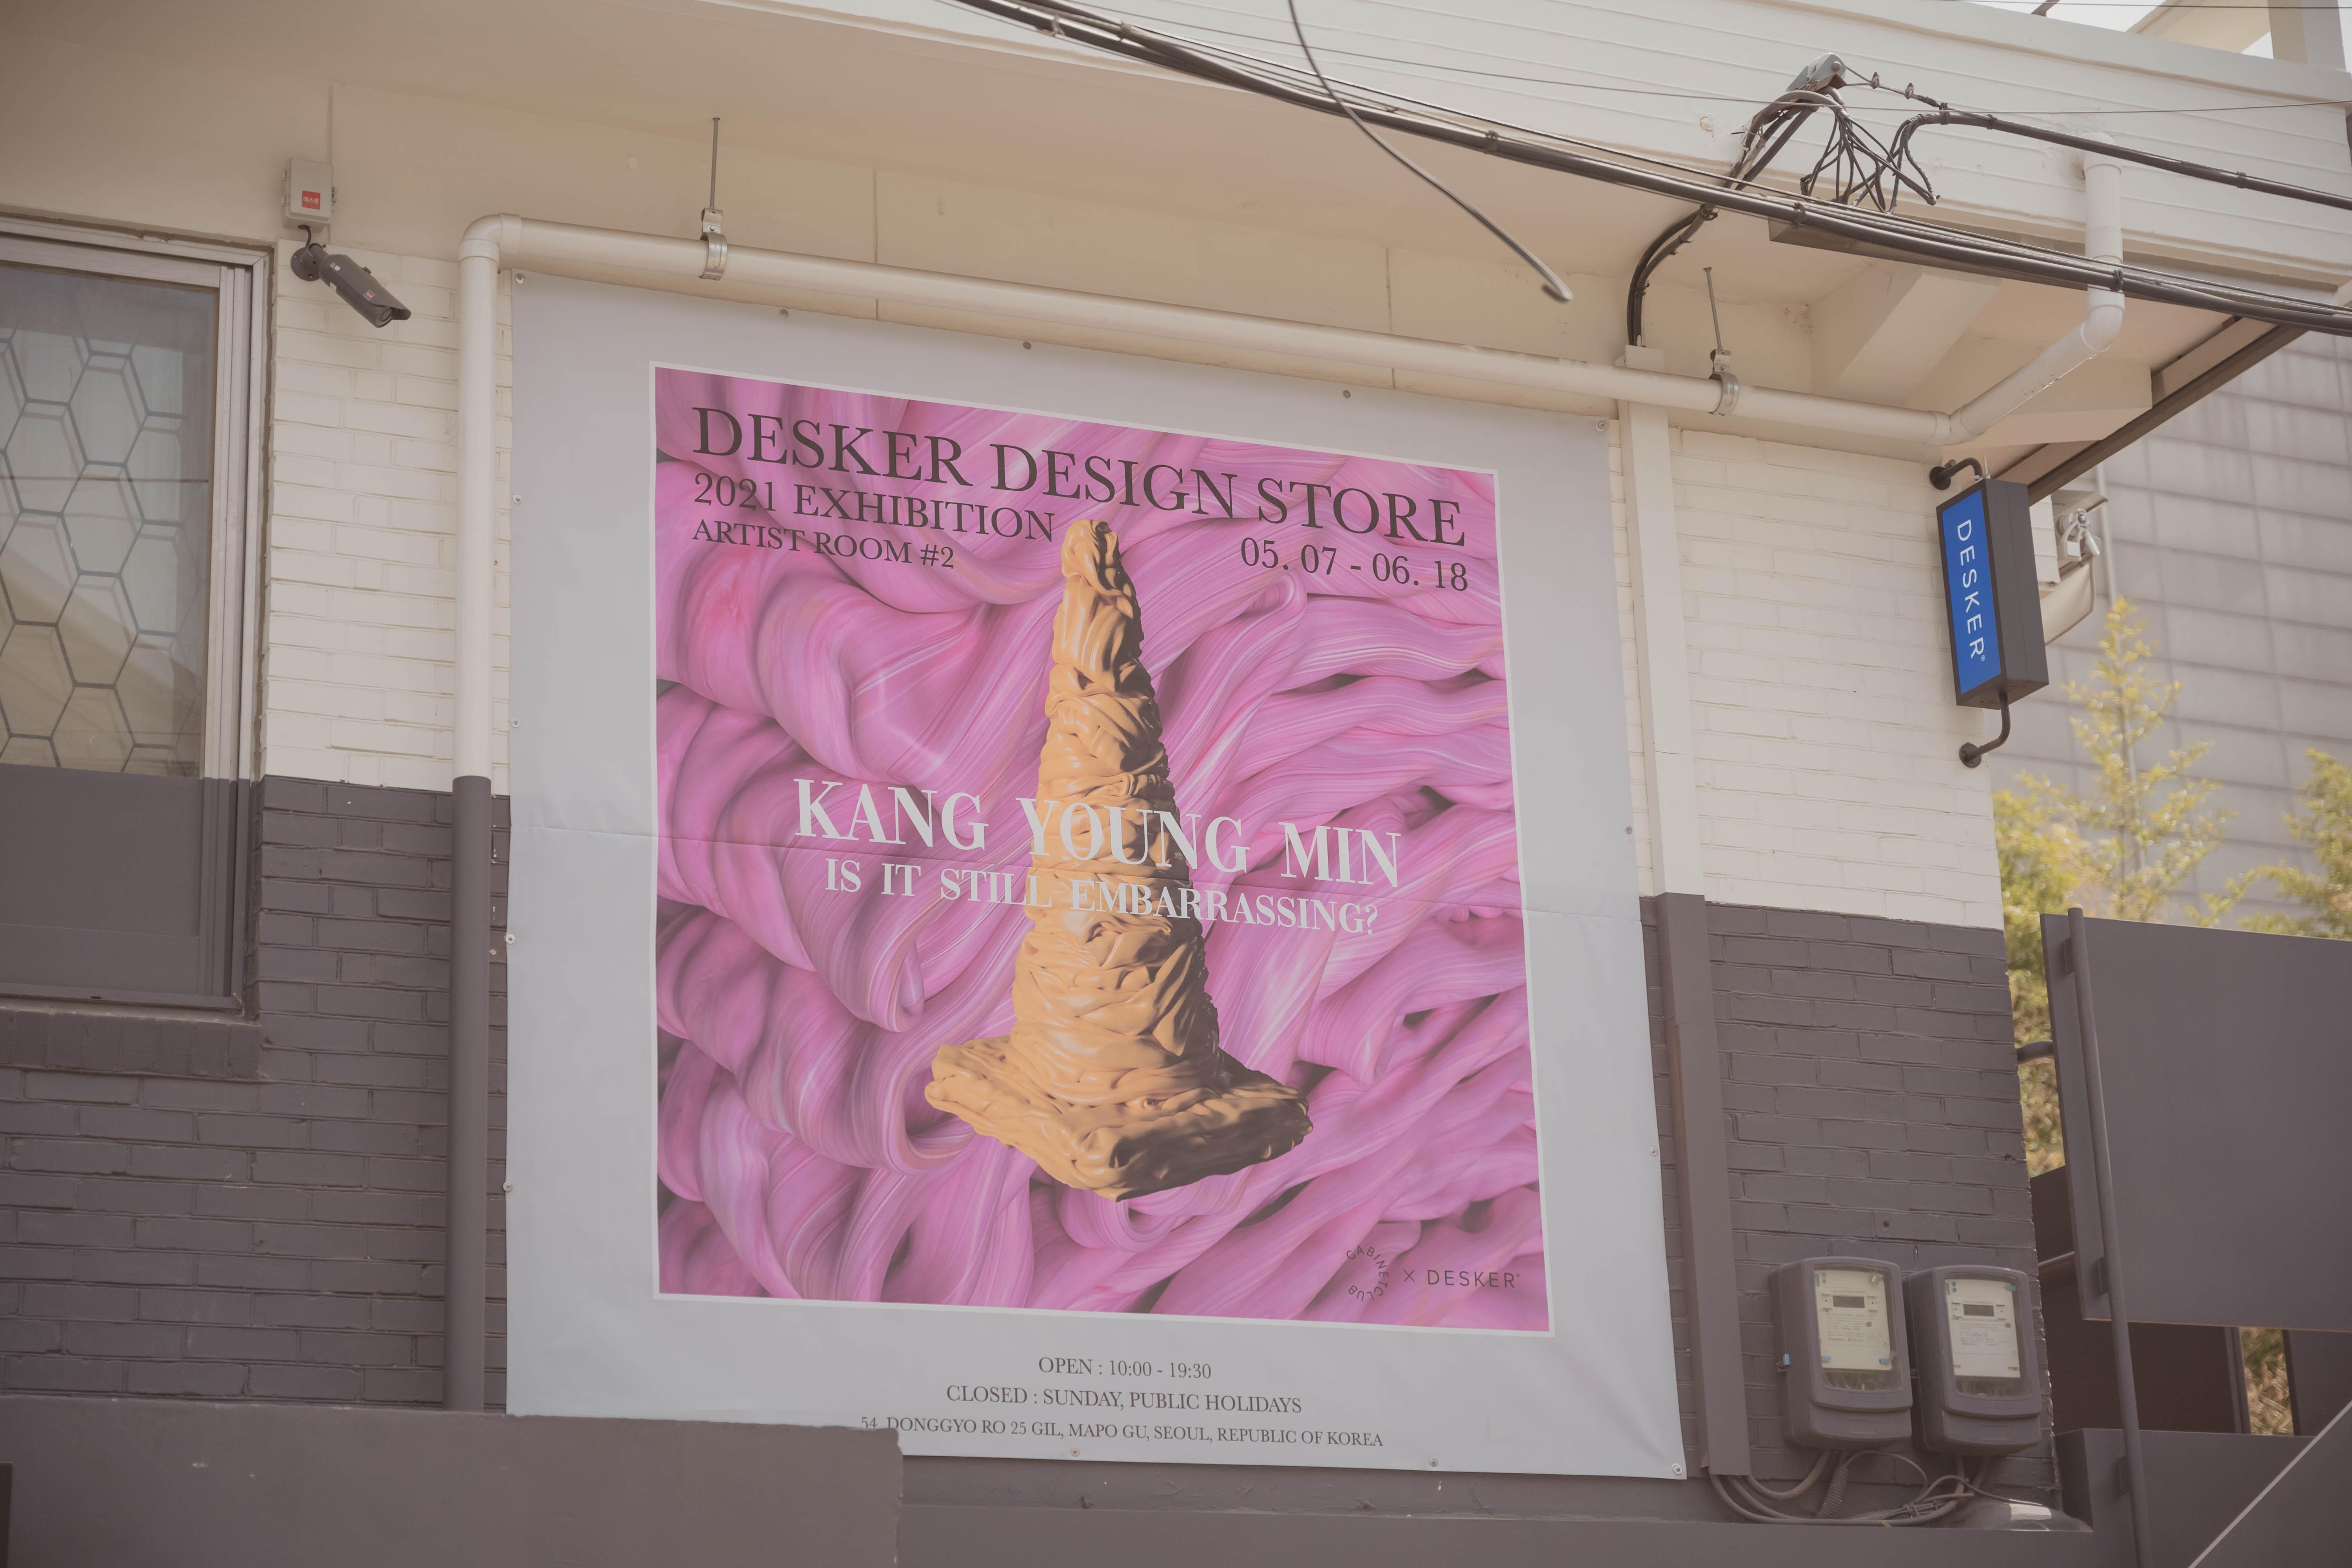 DESKER DESIGN STORE
2021 EXHIBITION
ARTIST ROOM #2
05. 07 - 06. 18
KANG YOUNG MIN
IS IT STILL EMBARRASSING?
CABINETCLUB × DESKER
OPEN : 10:00 - 19:30
CLOSED : SUNDAY, PUBLIC HOLIDAYS
54, DONGGYO RO 25 GIL, MAPO GU, SEOUL, REPUBLIC OF KOREA
DESKER